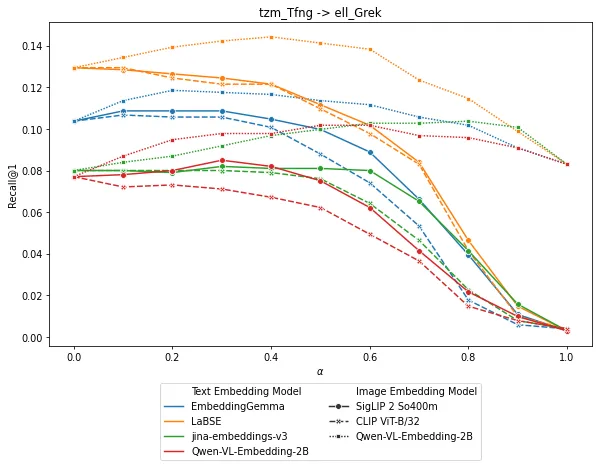 tzm_Tfng -> ell_Grek
Recall@1
0.14
0.12
0.10
0.08
0.06
0.04
0.02
0.00
0.0 0.2 0.4 0.6 0.8 1.0
α
Text Embedding Model Image Embedding Model
EmbeddingGemma SigLIP 2 So400m
LaBSE CLIP ViT-B/32
jina-embeddings-v3 Qwen-VL-Embedding-2B
Qwen-VL-Embedding-2B